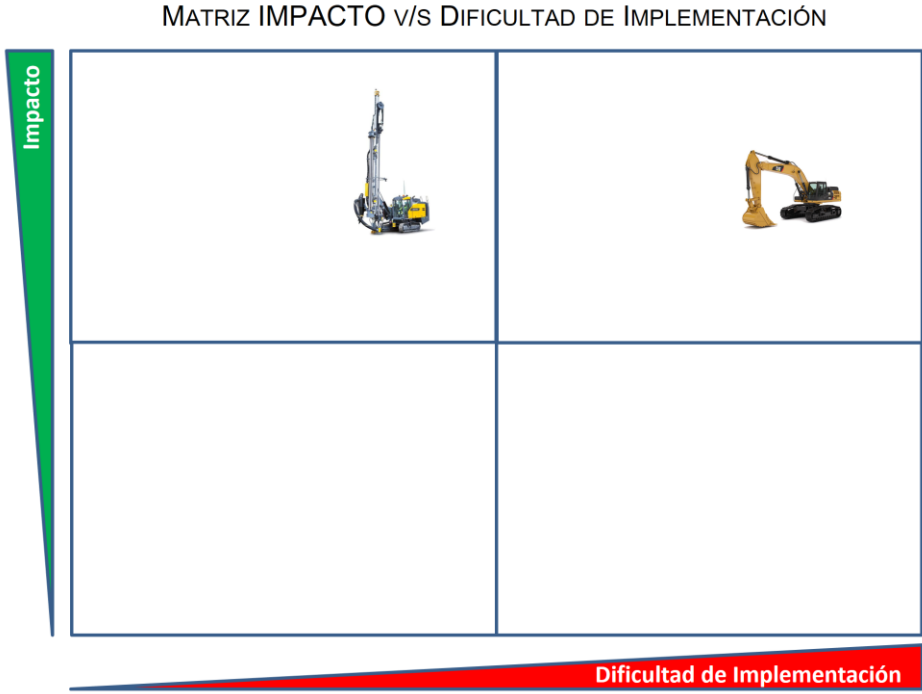 MATRIZ IMPACTO V/S DIFICULTAD DE IMPLEMENTACIÓN
Impacto
Dificultad de Implementación